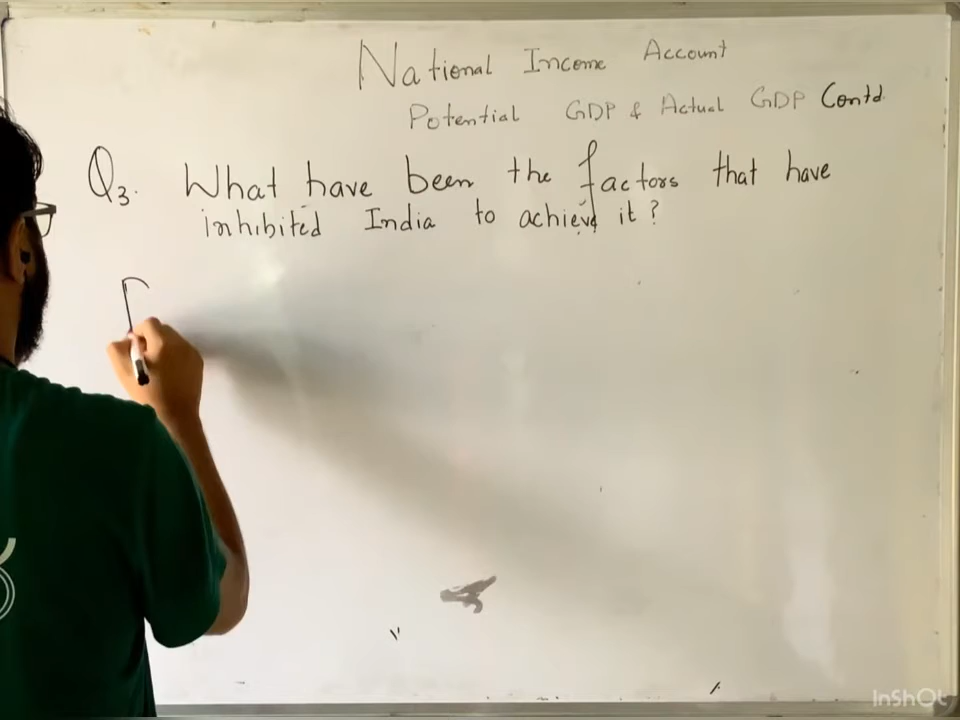 National Income Account
Potential GDP & Actual GDP Contd.
Q3. What have been the factors that have
inhibited India to achieve it?
InShOt